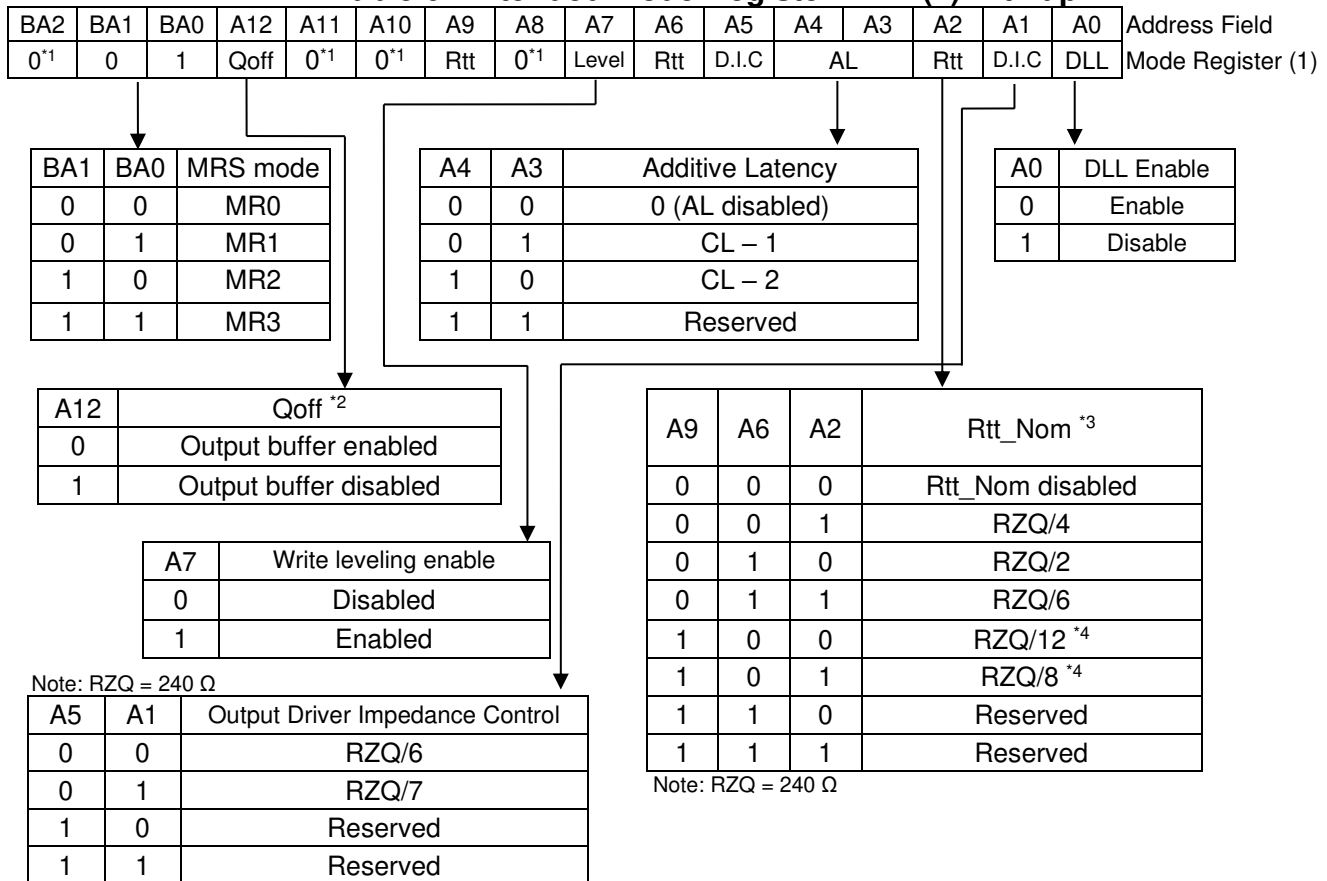 BA2 BA1 BA0 A12 A11 A10 A9 A8 A7 A6 A5 A4 A3 A2 A1 A0 Address Field
0*1 0 1 Qoff 0*1 0*1 Rtt 0*1 Level Rtt D.I.C AL Rtt D.I.C DLL Mode Register (1)
BA1 BA0 MRS mode
0 0 MR0
0 1 MR1
1 0 MR2
1 1 MR3
A4 A3 Additive Latency
0 0 0 (AL disabled)
0 1 CL – 1
1 0 CL – 2
1 1 Reserved
A0 DLL Enable
0 Enable
1 Disable
A12 Qoff *2
0 Output buffer enabled
1 Output buffer disabled
A7 Write leveling enable
0 Disabled
1 Enabled
Note: RZQ = 240 Ω
A5 A1 Output Driver Impedance Control
0 0 RZQ/6
0 1 RZQ/7
1 0 Reserved
1 1 Reserved
A9 A6 A2 Rtt_Nom *3
0 0 0 Rtt_Nom disabled
0 0 1 RZQ/4
0 1 0 RZQ/2
0 1 1 RZQ/6
1 0 0 RZQ/12 *4
1 0 1 RZQ/8 *4
1 1 0 Reserved
1 1 1 Reserved
Note: RZQ = 240 Ω